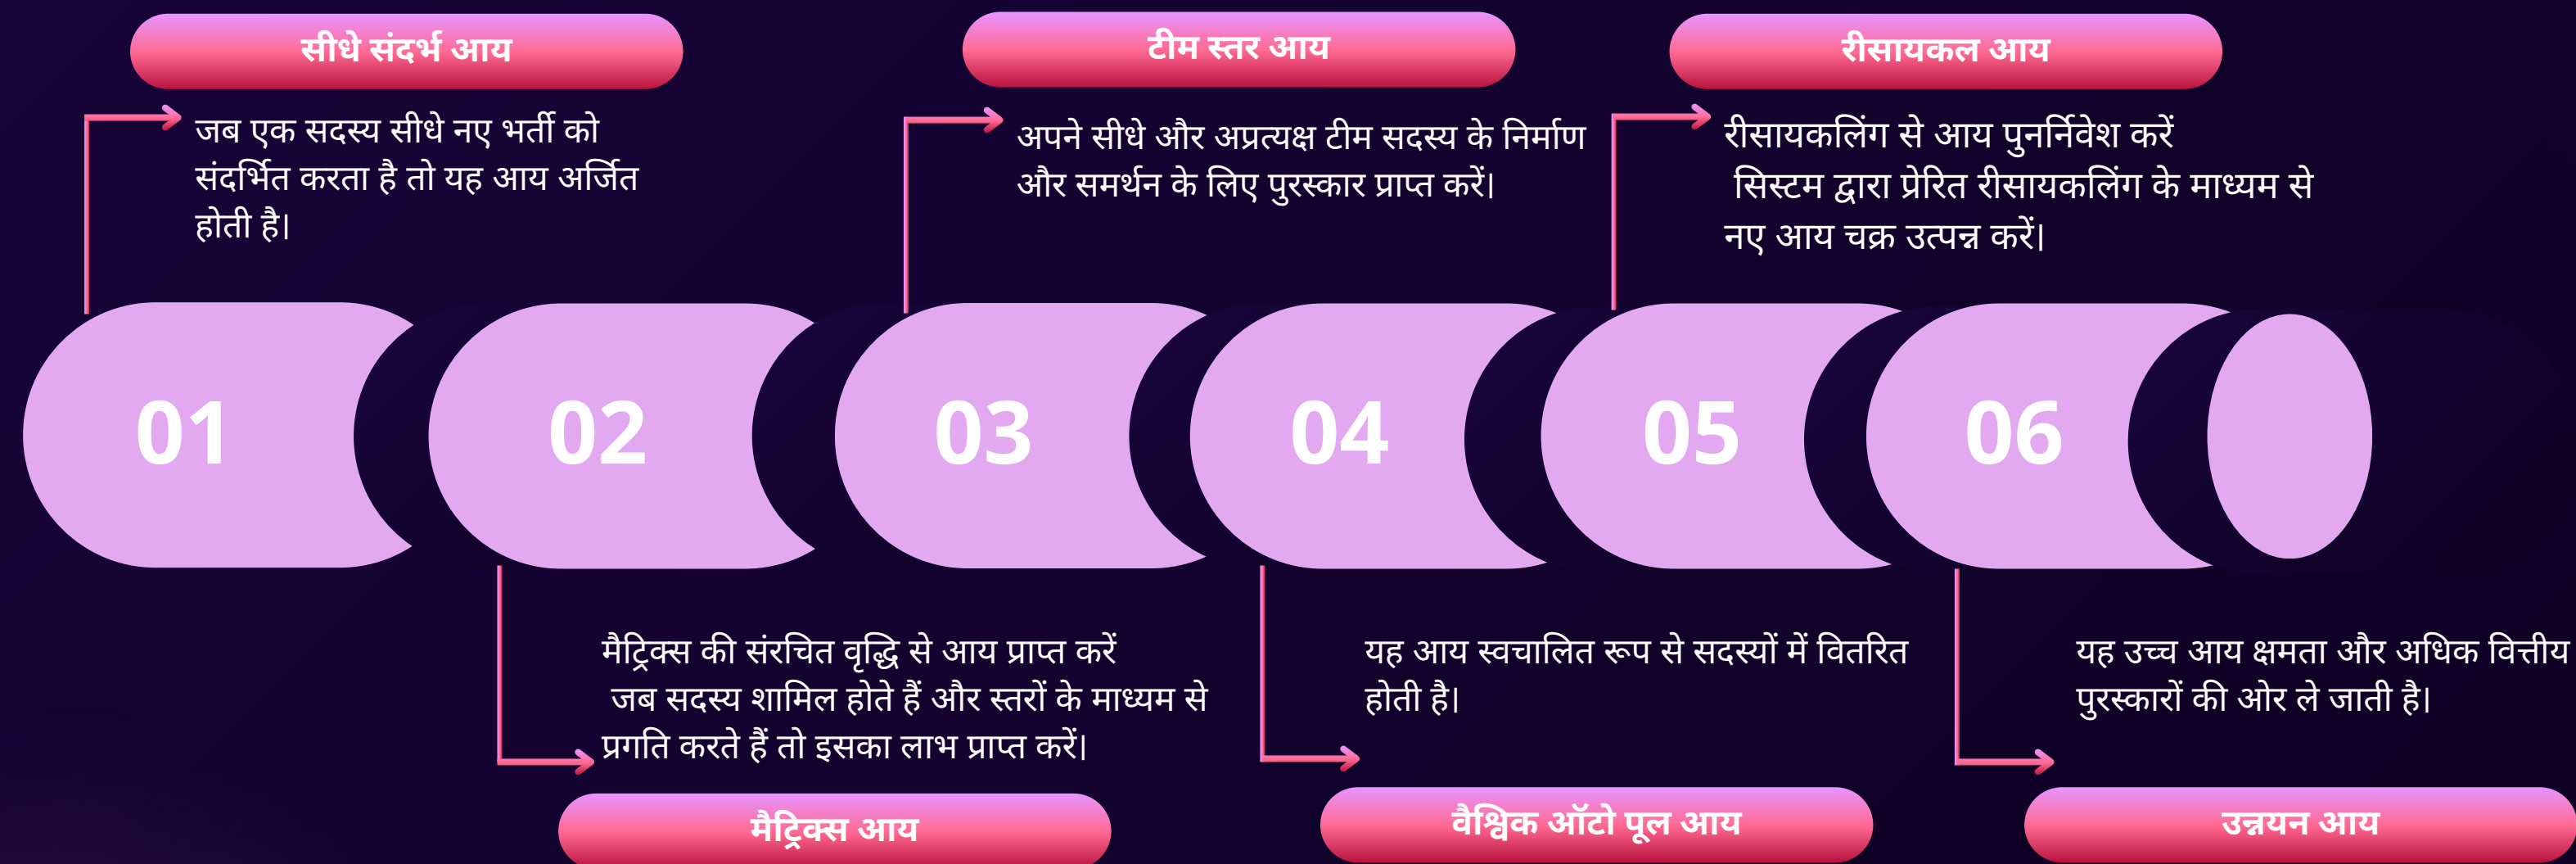 सीधे संदर्भ आय
जब एक सदस्य सीधे नए भर्ती को
संदर्भित करता है तो यह आय अर्जित
होती है|
टीम स्तर आय
अपने सीधे और अप्रत्यक्ष टीम सदस्य के निर्माण
और समर्थन के लिए पुरस्कार प्राप्त करें|
रीसायकल आय
रीसायकलिंग से आय पुनर्निवेश करें
सिस्टम द्वारा प्रेरित रीसायकलिंग के माध्यम से
नए आय चक्र उत्पन्न करें|
01
02
03
04
05
06
मैट्रिक्स की संरचित वृद्धि से आय प्राप्त करें
जब सदस्य शामिल होते हैं और स्तरों के माध्यम से
प्रगति करते हैं तो इसका लाभ प्राप्त करें|
मैट्रिक्स आय
यह आय स्वचालित रूप से सदस्यों में वितरित
होती है|
वैश्विक ऑटो पूल आय
यह उच्च आय क्षमता और अधिक वित्तीय
पुरस्कारों की ओर ले जाती है|
उन्नयन आय